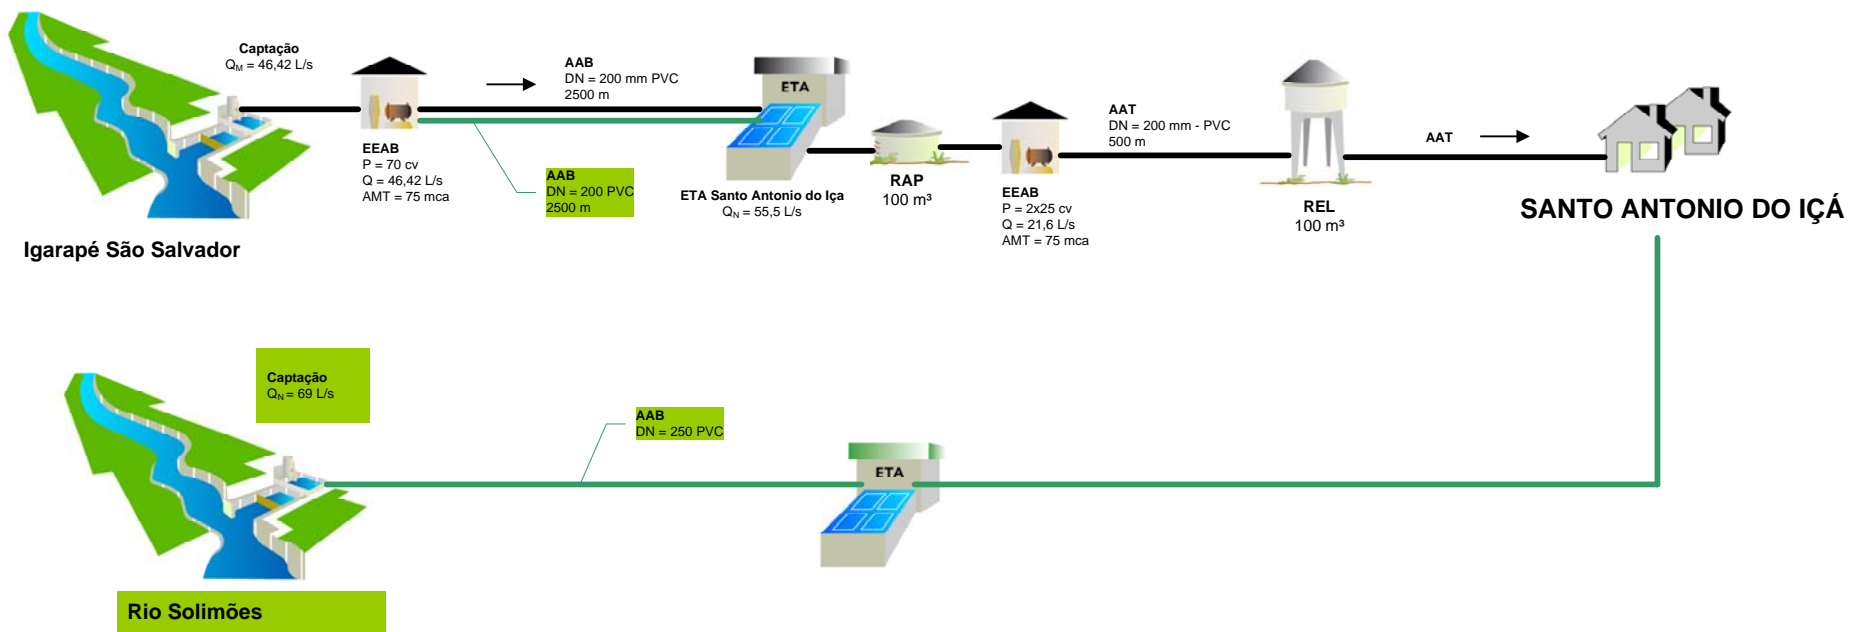 Captação
QM = 46,42 L/s
EEAB
P = 70 cv
Q = 46,42 L/s
AMT = 75 mca
AAB
DN = 200 mm PVC
2500 m
AAB
DN = 200 PVC
2500 m
ETA
ETA Santo Antonio do Iça
QN = 55,5 L/s
RAP
100 m³
EEAB
P = 2x25 cv
Q = 21,6 L/s
AMT = 75 mca
AAT
DN = 200 mm - PVC
500 m
REL
100 m³
AAT
SANTO ANTONIO DO IÇÁ
Igarapé São Salvador
Captação
QN = 69 L/s
AAB
DN = 250 PVC
ETA
Rio Solimões